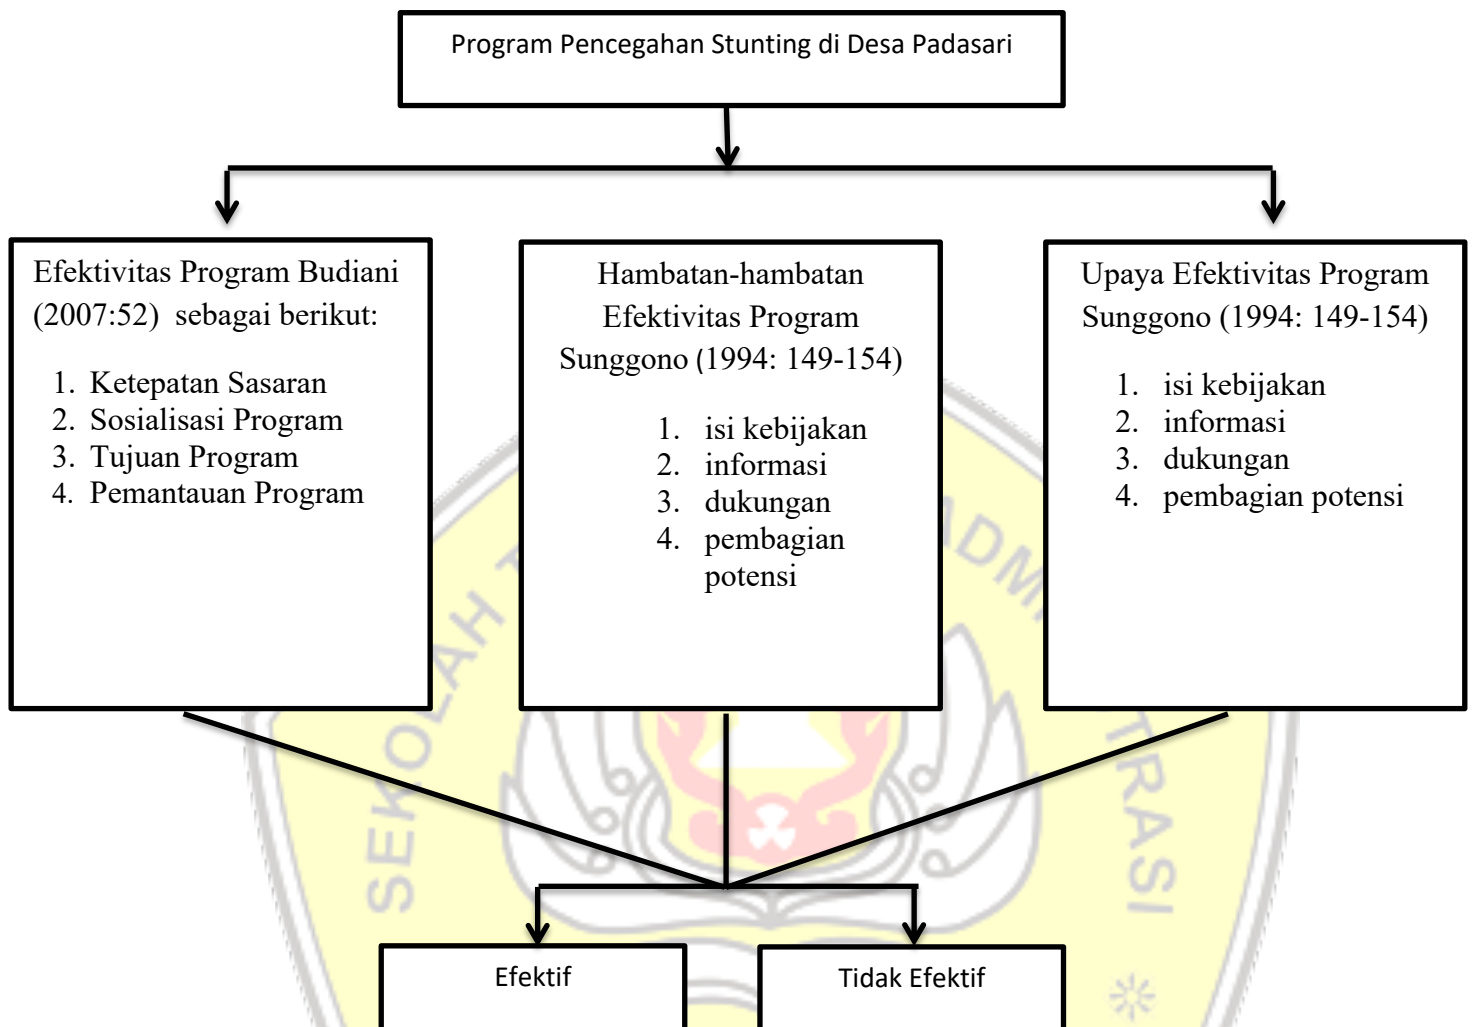 Program Pencegahan Stunting di Desa Padasari
Efektivitas Program Budiani
(2007:52) sebagai berikut:
1. Ketepatan Sasaran
2. Sosialisasi Program
3. Tujuan Program
4. Pemantauan Program
Hambatan-hambatan
Efektivitas Program
Sunggono (1994: 149-154)
1. isi kebijakan
2. informasi
3. dukungan
4. pembagian
potensi
Upaya Efektivitas Program
Sunggono (1994: 149-154)
1. isi kebijakan
2. informasi
3. dukungan
4. pembagian potensi
SEKOLAH
Efektif
Tidak Efektif